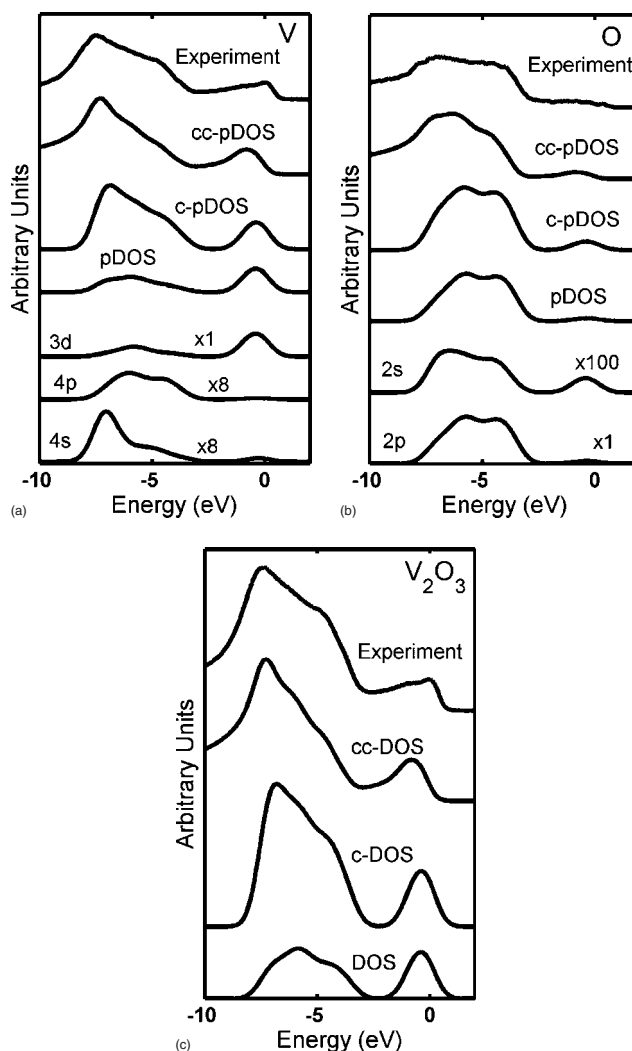 V
Experiment
cc-pDOS
c-pDOS
pDOS
3d x1
4p x8
4s x8
-10 -5 0
Energy (eV)
Arbitrary Units
(a)
O
Experiment
cc-pDOS
c-pDOS
pDOS
2s x100
2p x1
-10 -5 0
Energy (eV)
Arbitrary Units
(b)
V₂O₃
Experiment
cc-DOS
c-DOS
DOS
-10 -5 0
Energy (eV)
Arbitrary Units
(c)